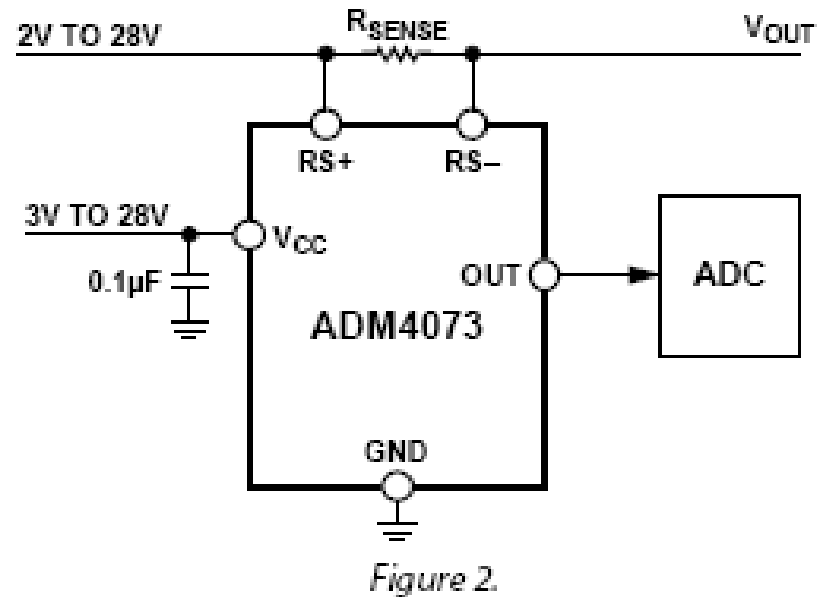 2V TO 28V
RSENSE
VOUT
RS+
RS–
3V TO 28V
VCC
0.1µF
OUT
ADC
ADM4073
GND
Figure 2.